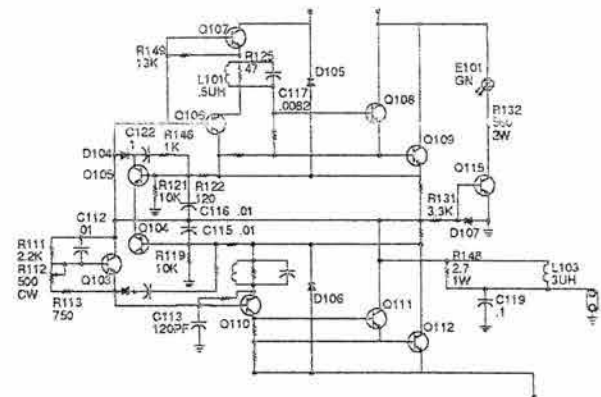 Q107
R149
13K
R125
47
L101
.5UH
C117
.0082
D105
E101
GN
Q106
Q108
R132
2W
C122
.1
R146
1K
Q109
D104
Q105
Q115
R121
10K
R122
120
R131
3.3K
C112
.01
C116 .01
C115 .01
D107
Q104
R111
2.2K
R112
500
CW
R119
10K
R148
2.7
1W
L103
3UH
Q103
D106
R113
750
C113
120PF
Q110
Q111
C119
.1
Q112